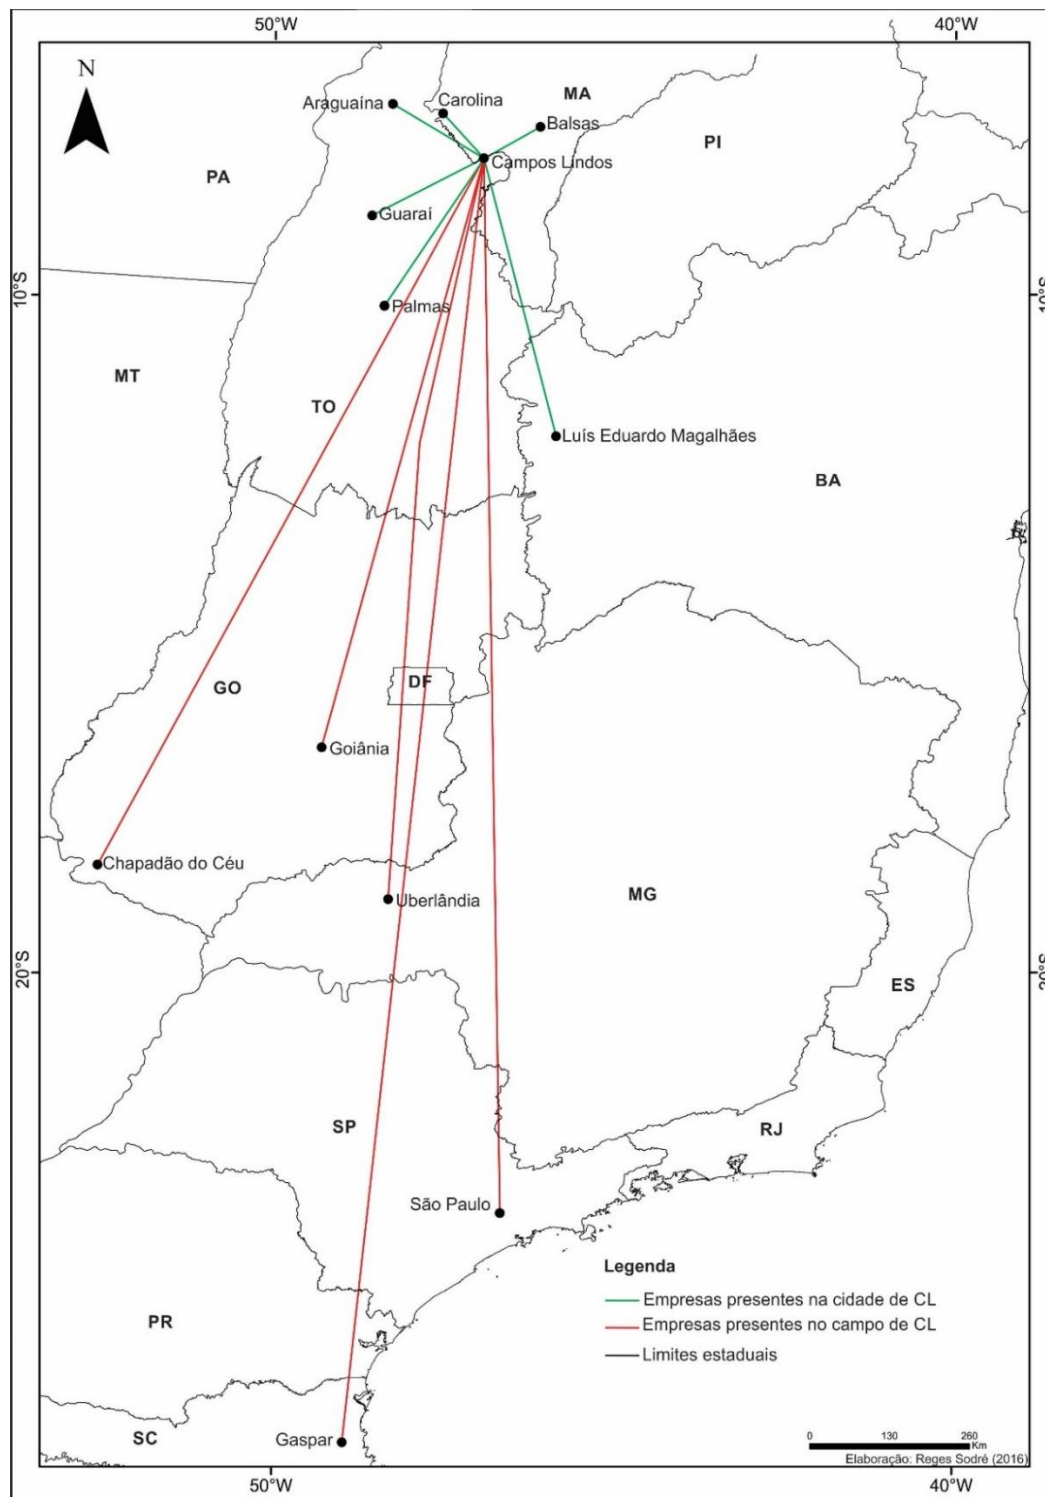 50°W
40°W
N
Araguaína
Carolina
MA
Balsas
PI
Campos Lindos
PA
Guaraí
10°S
10°S
Palmas
MT
TO
Luís Eduardo Magalhães
BA
GO
DF
Goiânia
Chapadão do Céu
Uberlândia
MG
20°S
20°S
ES
SP
RJ
São Paulo
Legenda
Empresas presentes na cidade de CL
Empresas presentes no campo de CL
Limites estaduais
PR
SC
Gaspar
0 130 260
Km
Elaboração: Reges Sodré (2016)
50°W
40°W